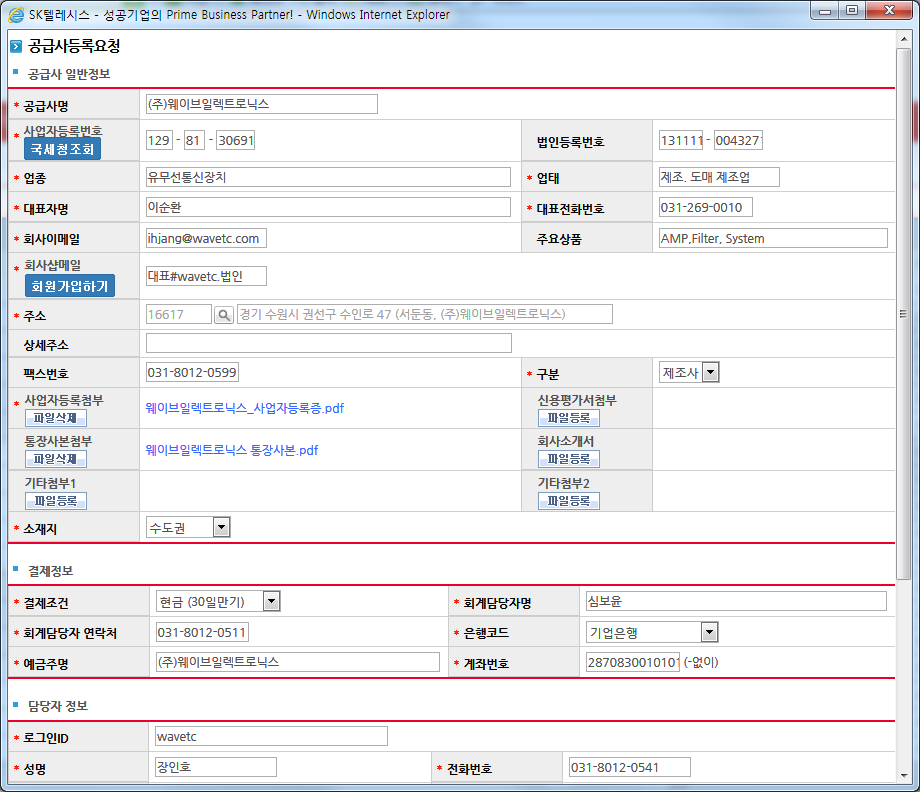 SK텔레시스 - 성공기업의 Prime Business Partner! - Windows Internet Explorer
공급사등록요청
공급사 일반정보
* 공급사명 (주)웨이브일렉트로닉스
* 사업자등록번호 국세청조회 129 - 81 - 30691 법인등록번호 131111 - 004327
* 업종 유무선통신장치 * 업태 제조. 도매 제조업
* 대표자명 이순환 * 대표전화번호 031-269-0010
* 회사이메일 ihjang@wavetc.com 주요상품 AMP,Filter, System
* 회사샵메일 회원가입하기 대표#wavetc.법인
* 주소 16617 경기 수원시 권선구 수인로 47 (서둔동, (주)웨이브일렉트로닉스)
상세주소
팩스번호 031-8012-0599 * 구분 제조사
* 사업자등록첨부 파일삭제 웨이브일렉트로닉스_사업자등록증.pdf 신용평가서첨부 파일등록
통장사본첨부 파일삭제 웨이브일렉트로닉스 통장사본.pdf 회사소개서 파일등록
기타첨부1 파일등록 기타첨부2 파일등록
* 소재지 수도권
결제정보
* 결제조건 현금 (30일만기) * 회계담당자명 심보윤
* 회계담당자 연락처 031-8012-0511 * 은행코드 기업은행
* 예금주명 (주)웨이브일렉트로닉스 * 계좌번호 2870830010101 (-없이)
담당자 정보
* 로그인ID wavetc
* 성명 장인호 * 전화번호 031-8012-0541